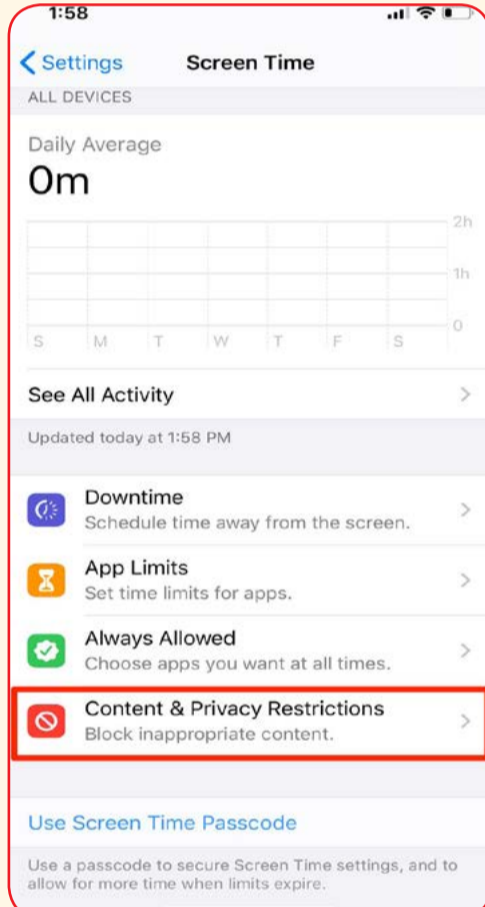 1:58
Settings
Screen Time
ALL DEVICES
Daily Average
0m
2h
1h
0
S M T W T F S
See All Activity
Updated today at 1:58 PM
Downtime
Schedule time away from the screen.
App Limits
Set time limits for apps.
Always Allowed
Choose apps you want at all times.
Content & Privacy Restrictions
Block inappropriate content.
Use Screen Time Passcode
Use a passcode to secure Screen Time settings, and to
allow for more time when limits expire.